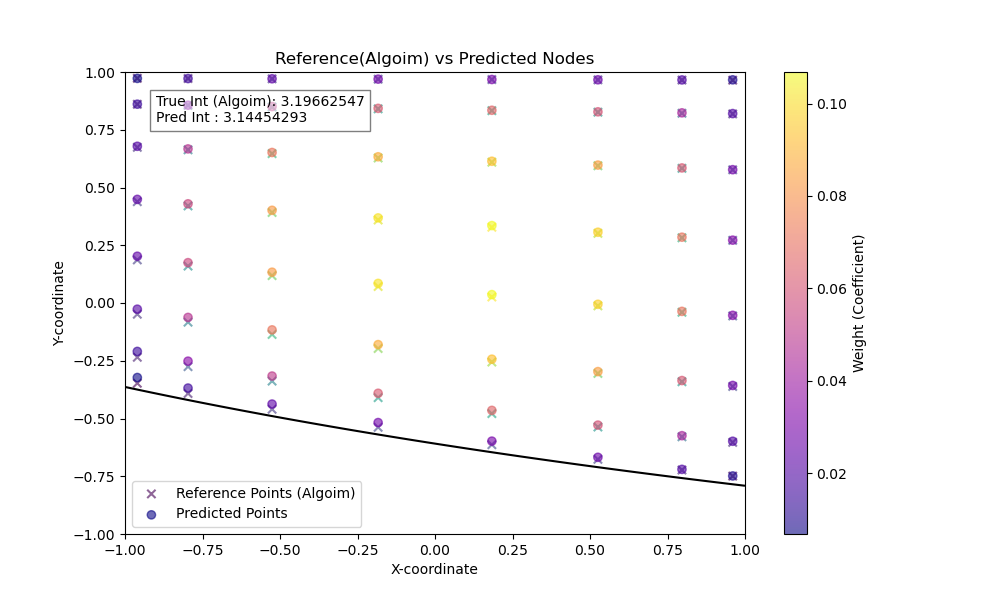 Reference(Algoim) vs Predicted Nodes
True Int (Algoim): 3.19662547
Pred Int : 3.14454293
Y-coordinate
1.00
0.75
0.50
0.25
0.00
−0.25
−0.50
−0.75
−1.00
Reference Points (Algoim)
Predicted Points
−1.00 −0.75 −0.50 −0.25 0.00 0.25 0.50 0.75 1.00
X-coordinate
0.10
0.08
0.06
0.04
0.02
Weight (Coefficient)